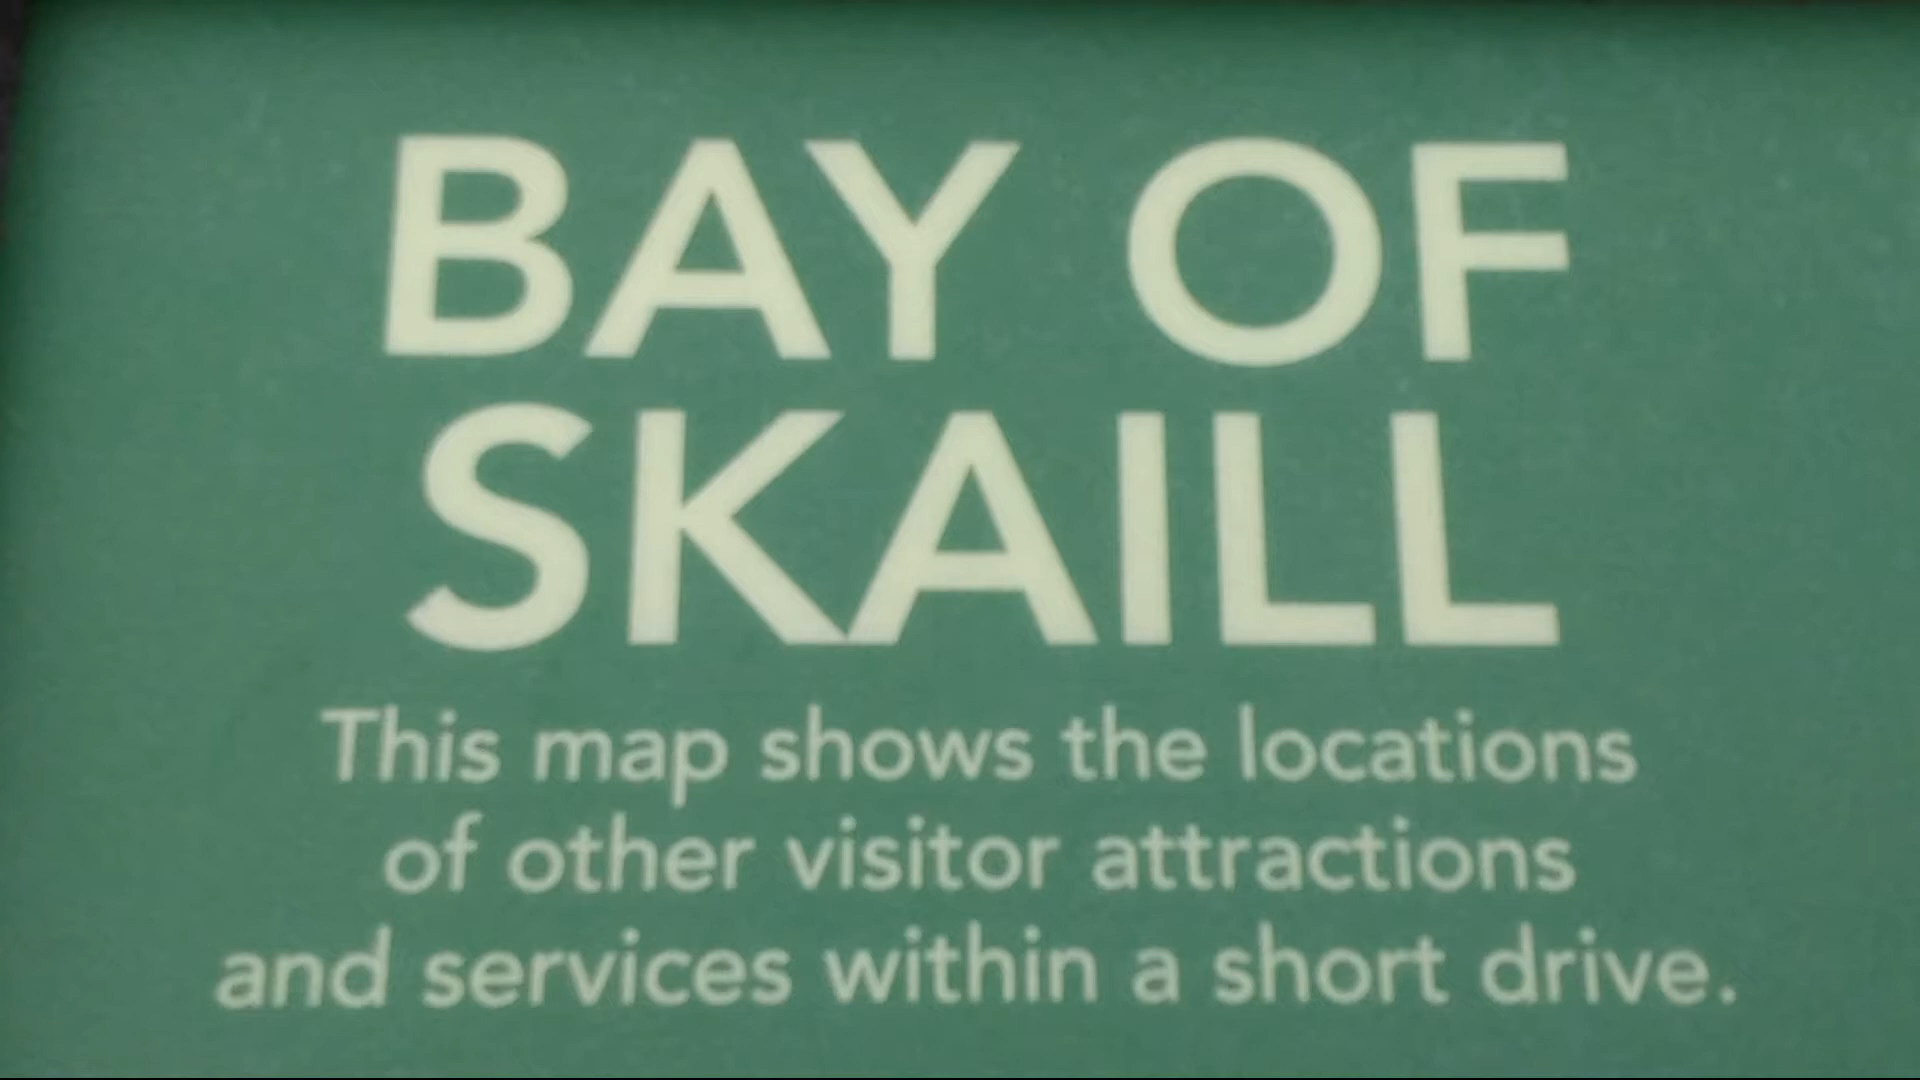 BAY OF
SKAILL
This map shows the locations
of other visitor attractions
and services within a short drive.